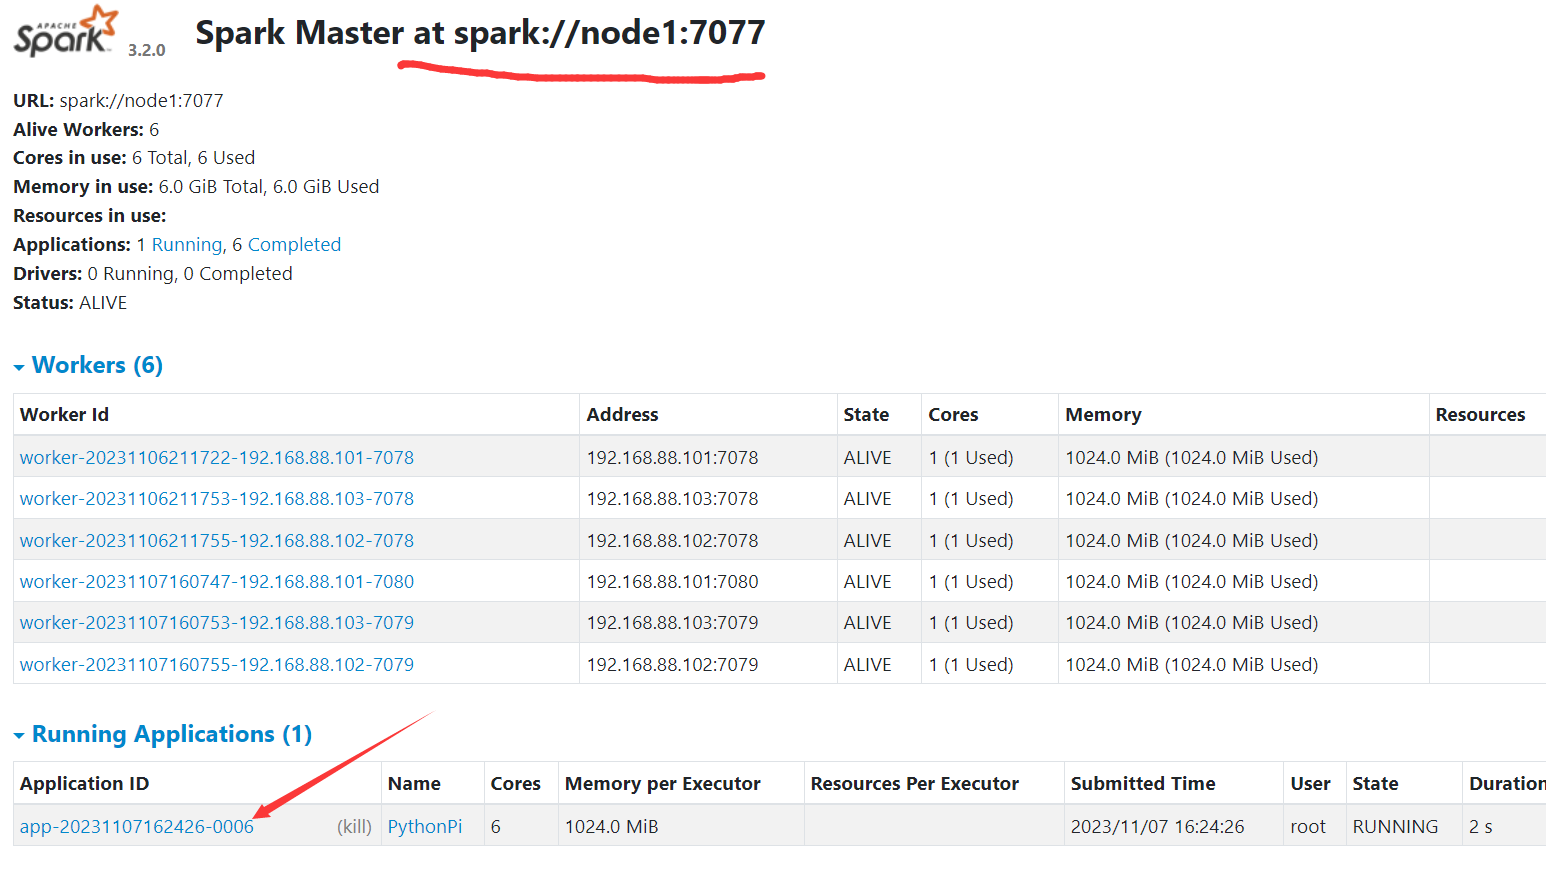 APACHE
Spark 3.2.0 Spark Master at spark://node1:7077
URL: spark://node1:7077
Alive Workers: 6
Cores in use: 6 Total, 6 Used
Memory in use: 6.0 GiB Total, 6.0 GiB Used
Resources in use:
Applications: 1 Running, 6 Completed
Drivers: 0 Running, 0 Completed
Status: ALIVE
Workers (6)
Worker Id Address State Cores Memory Resources
worker-20231106211722-192.168.88.101-7078 192.168.88.101:7078 ALIVE 1 (1 Used) 1024.0 MiB (1024.0 MiB Used)
worker-20231106211753-192.168.88.103-7078 192.168.88.103:7078 ALIVE 1 (1 Used) 1024.0 MiB (1024.0 MiB Used)
worker-20231106211755-192.168.88.102-7078 192.168.88.102:7078 ALIVE 1 (1 Used) 1024.0 MiB (1024.0 MiB Used)
worker-20231107160747-192.168.88.101-7080 192.168.88.101:7080 ALIVE 1 (1 Used) 1024.0 MiB (1024.0 MiB Used)
worker-20231107160753-192.168.88.103-7079 192.168.88.103:7079 ALIVE 1 (1 Used) 1024.0 MiB (1024.0 MiB Used)
worker-20231107160755-192.168.88.102-7079 192.168.88.102:7079 ALIVE 1 (1 Used) 1024.0 MiB (1024.0 MiB Used)
Running Applications (1)
Application ID Name Cores Memory per Executor Resources Per Executor Submitted Time User State Duration
app-20231107162426-0006 (kill) PythonPi 6 1024.0 MiB 2023/11/07 16:24:26 root RUNNING 2 s